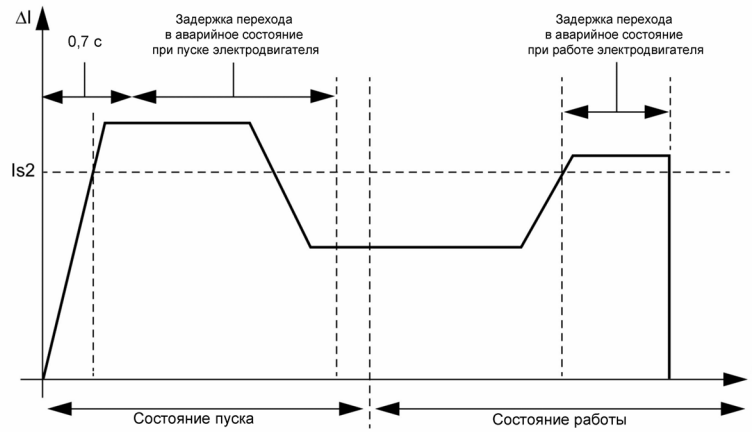 ΔI
0,7 с
Задержка перехода
в аварийное состояние
при пуске электродвигателя
Задержка перехода
в аварийное состояние
при работе электродвигателя
Is2
Состояние пуска
Состояние работы